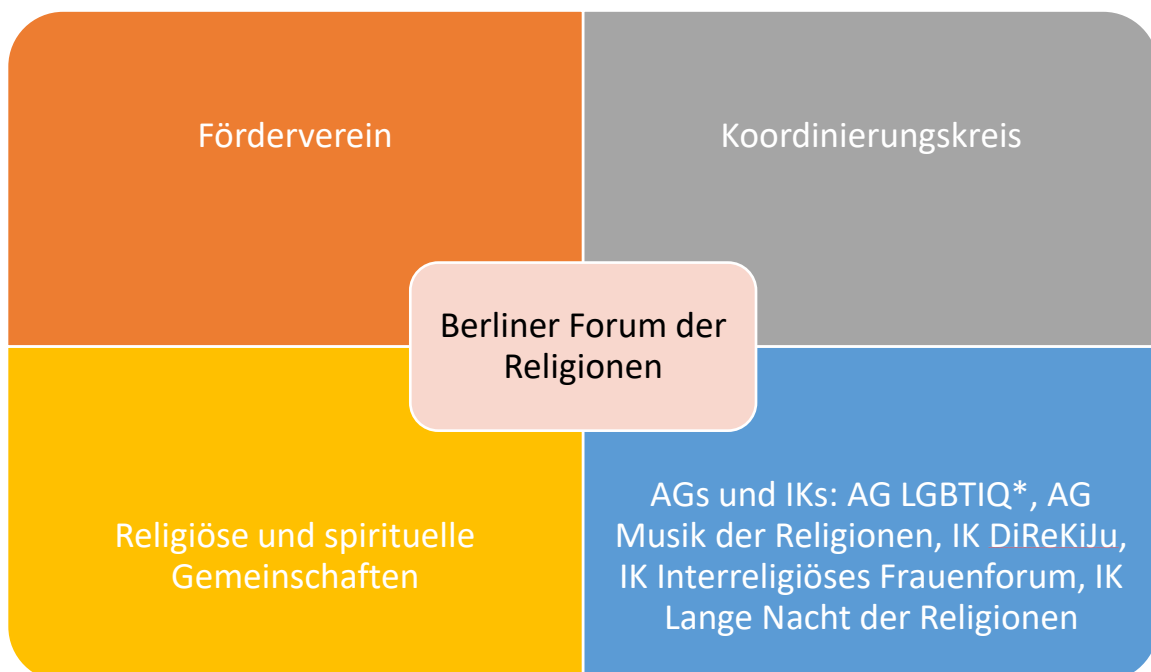 Förderverein
Koordinierungskreis
Berliner Forum der
Religionen
Religiöse und spirituelle
Gemeinschaften
AGs und IKs: AG LGBTIQ*, AG
Musik der Religionen, IK DiReKiJu,
IK Interreligiöses Frauenforum, IK
Lange Nacht der Religionen